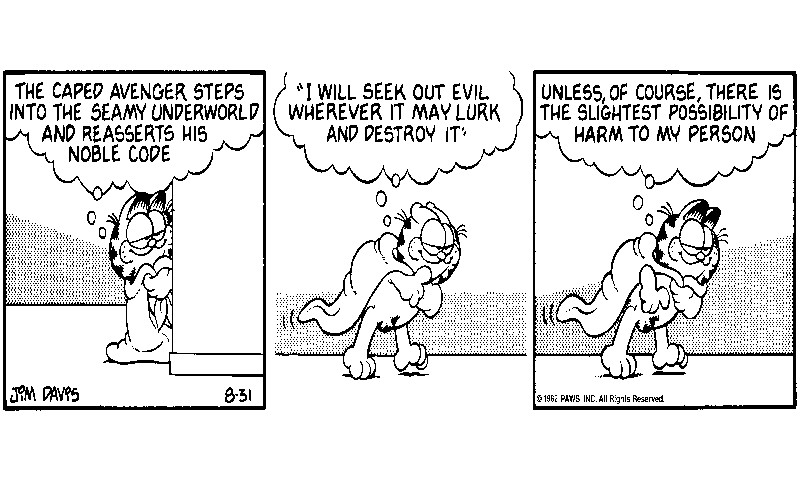 THE CAPED AVENGER STEPS
INTO THE SEAMY UNDERWORLD
AND REASSERTS HIS
NOBLE CODE
JIM DAVIS
8-31
"I WILL SEEK OUT EVIL
WHEREVER IT MAY LURK
AND DESTROY IT"
UNLESS, OF COURSE, THERE IS
THE SLIGHTEST POSSIBILITY OF
HARM TO MY PERSON
© 1982 PAWS INC. All Rights Reserved.